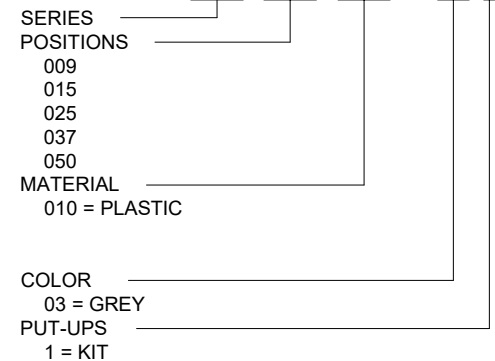 SERIES
POSITIONS
009
015
025
037
050
MATERIAL
010 = PLASTIC
COLOR
03 = GREY
PUT-UPS
1 = KIT